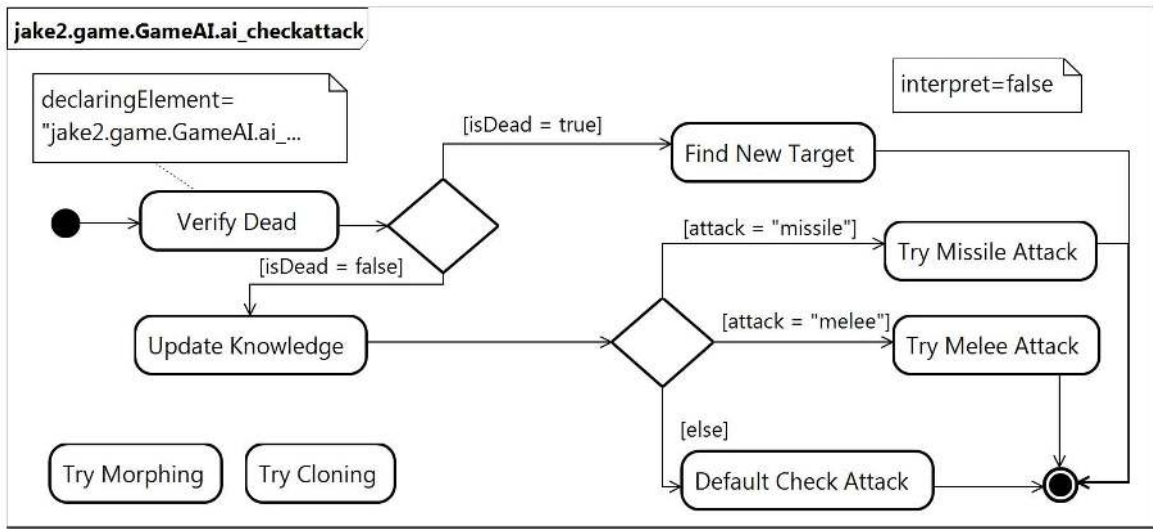 jake2.game.GameAI.ai_checkattack
declaringElement=
"jake2.game.GameAI.ai_...
interpret=false
[isDead = true]
Find New Target
Verify Dead
[attack = "missile"]
Try Missile Attack
[isDead = false]
[attack = "melee"]
Update Knowledge
Try Melee Attack
[else]
Try Morphing
Try Cloning
Default Check Attack